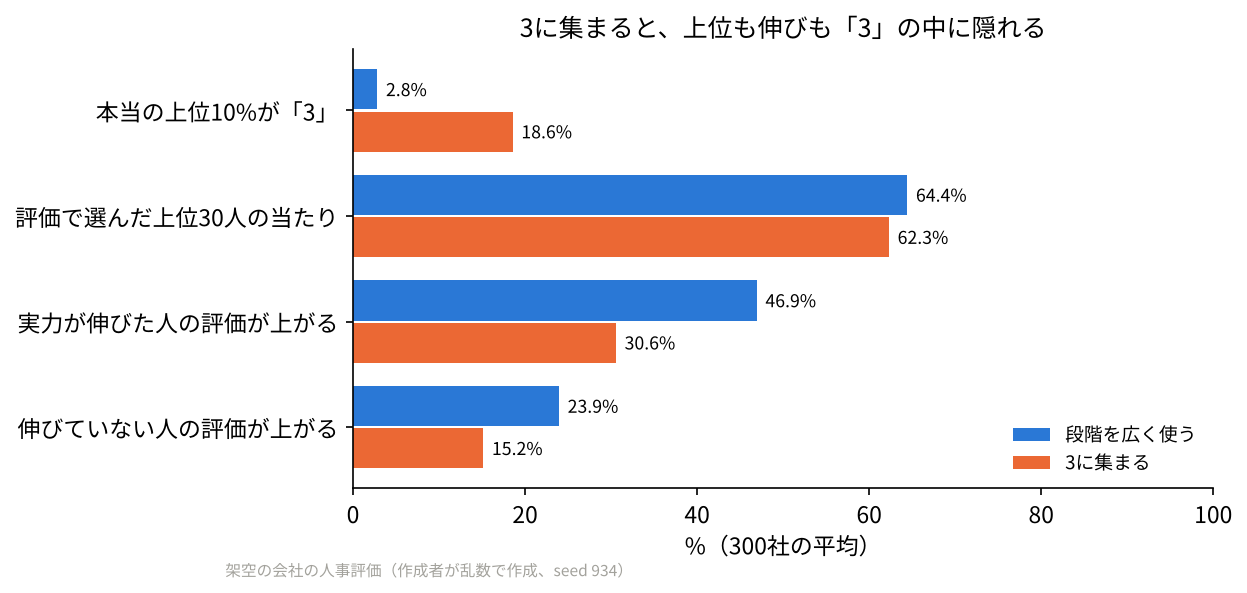 3に集まると、上位も伸びも「3」の中に隠れる
本当の上位10%が「3」
2.8%
18.6%
評価で選んだ上位30人の当たり
64.4%
62.3%
実力が伸びた人の評価が上がる
46.9%
30.6%
伸びていない人の評価が上がる
23.9%
15.2%
段階を広く使う
3に集まる
0 20 40 60 80 100
%（300社の平均）
架空の会社の人事評価（作成者が乱数で作成、seed 934）